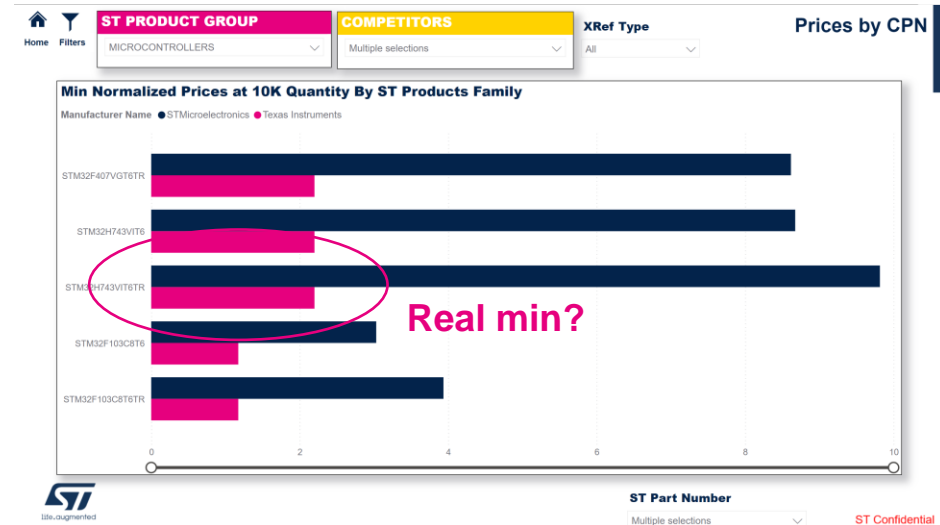 Home
Filters
ST PRODUCT GROUP
MICROCONTROLLERS
COMPETITORS
Multiple selections
XRef Type
All
Prices by CPN
Min Normalized Prices at 10K Quantity By ST Products Family
Manufacturer Name STMicroelectronics Texas Instruments
STM32F407VGT6TR
STM32H743VIT6
STM32H743VIT6TR
STM32F103C8T6
STM32F103C8T6TR
Real min?
0 2 4 6 8 10
ST
life.augmented
ST Part Number
Multiple selections
ST Confidential